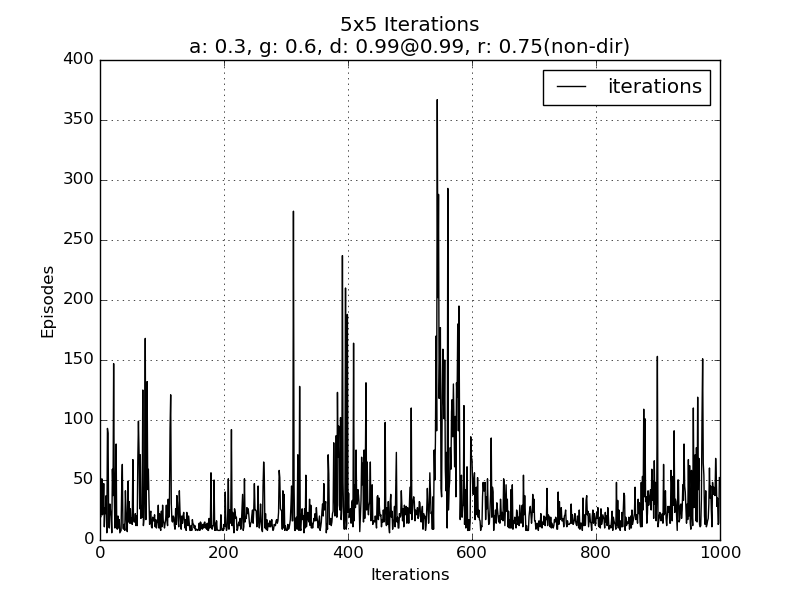 5x5 Iterations
a: 0.3, g: 0.6, d: 0.99@0.99, r: 0.75(non-dir)
400
350
300
250
200
150
100
50
0
Episodes
iterations
0 200 400 600 800 1000
Iterations